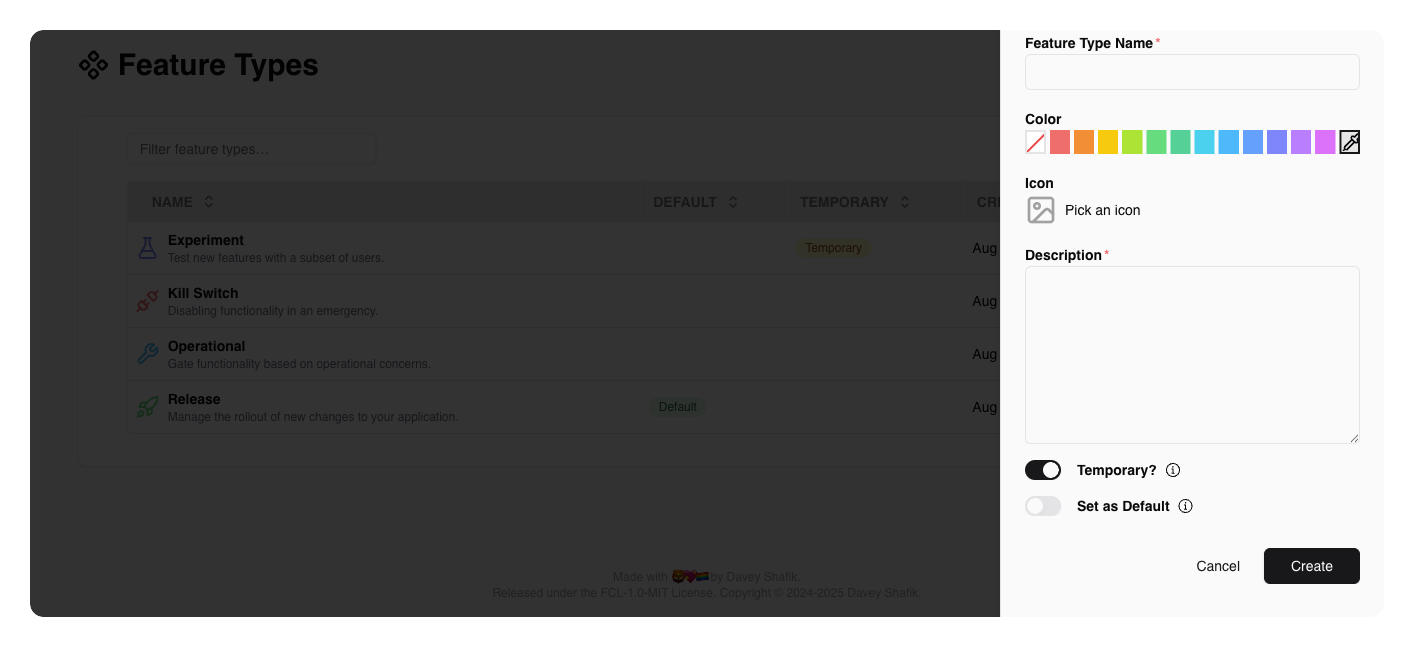 Feature Types
Filter feature types...
NAME DEFAULT TEMPORARY
Experiment
Test new features with a subset of users.
Temporary
Aug
Kill Switch
Disabling functionality in an emergency.
Aug
Operational
Gate functionality based on operational concerns.
Aug
Release
Manage the rollout of new changes to your application.
Default
Aug
Made with 🦁💖🏳️‍🌈 by Davey Shafik.
Released under the FCL-1.0-MIT License. Copyright © 2024-2025 Davey Shafik.
Feature Type Name*
Color
Icon
Pick an icon
Description*
Temporary?
Set as Default
Cancel
Create